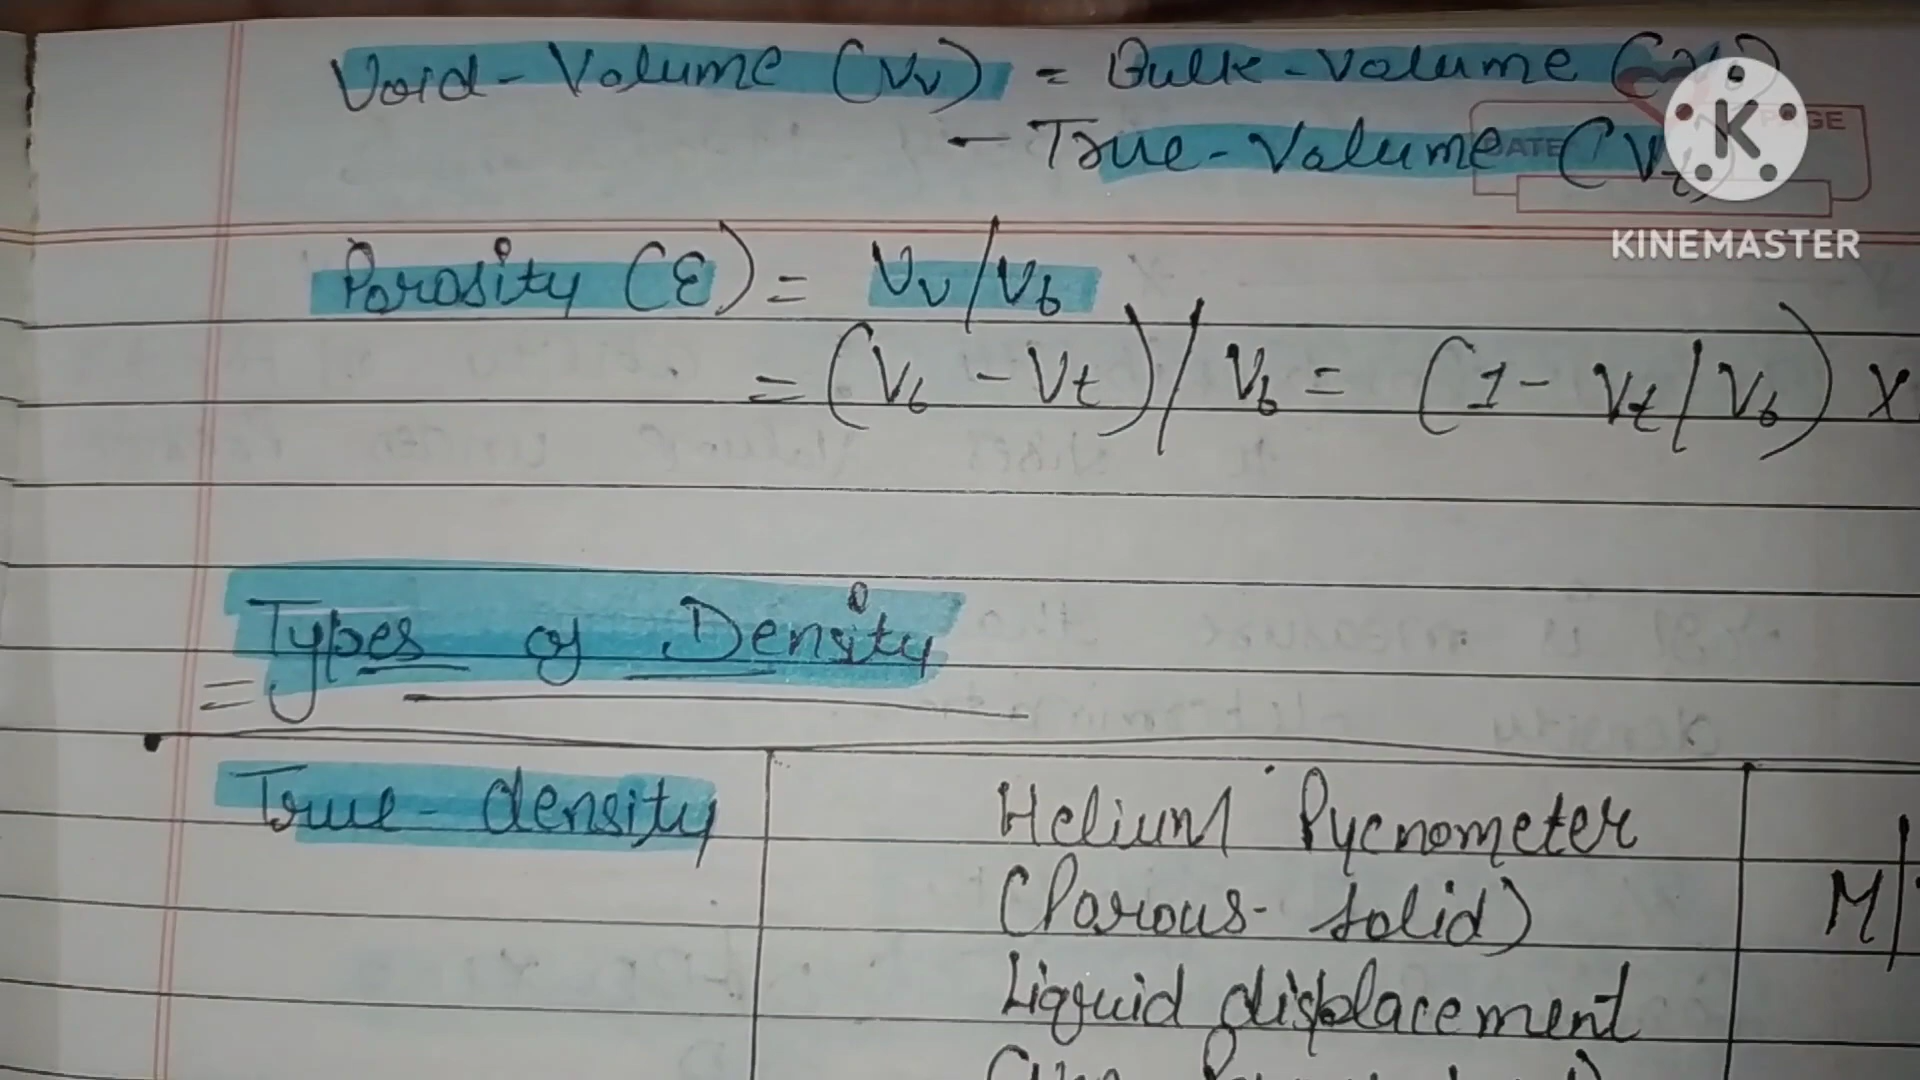 Void-Volume (Vv) = Bulk-Volume
- True-Volume (Vt)
KINEMASTER
Porosity (ε) = Vv/Vb
= (Vb - Vt)/Vb = (1 - Vt/Vb) X
Types of Density
True-density
Helium Pycnometer
(Porous-solid)
M/
Liquid displacement